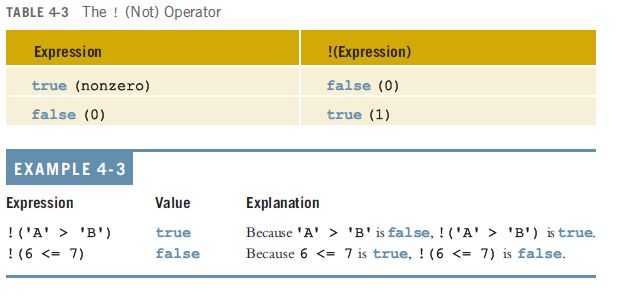 TABLE 4-3 The ! (Not) Operator
Expression !(Expression)
true (nonzero) false (0)
false (0) true (1)
EXAMPLE 4-3
Expression Value Explanation
!('A' > 'B') true Because 'A' > 'B' is false, !('A' > 'B') is true.
!(6 <= 7) false Because 6 <= 7 is true, !(6 <= 7) is false.